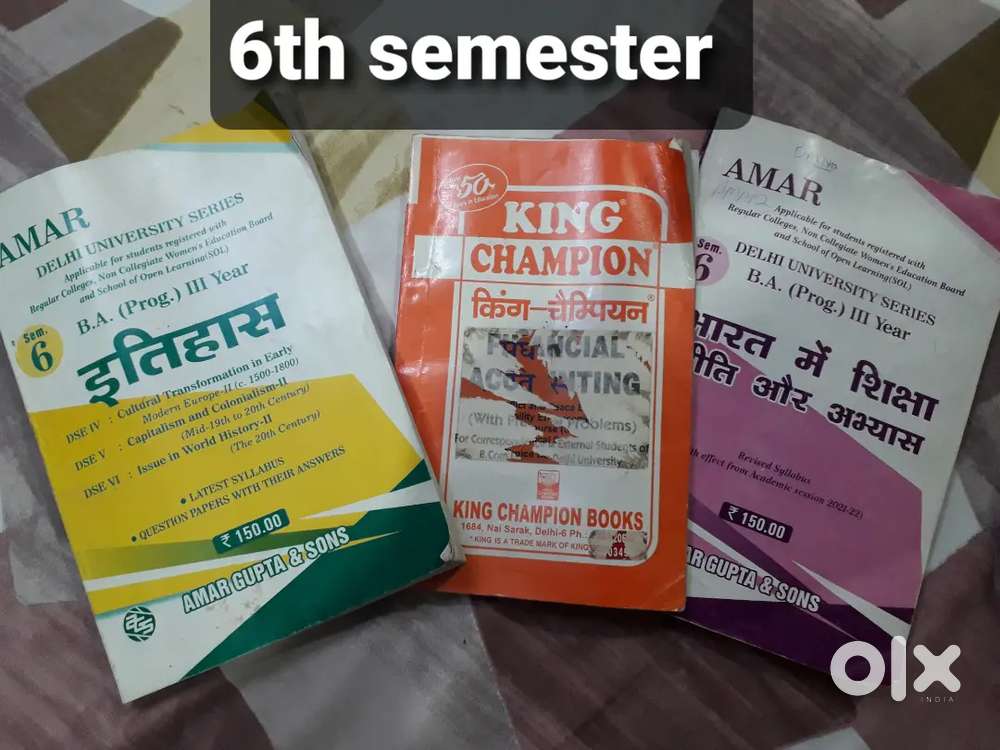 6th semester
AMAR
DELHI UNIVERSITY SERIES
Applicable for students registered with
Regular Colleges, Non Collegiate Women's Education Board
and School of Open Learning(SOL)
B.A. (Prog.) III Year
Sem.
6
इतिहास
DSE IV : Cultural Transformation in Early
Modern Europe-II (c. 1500-1800)
DSE V : Capitalism and Colonialism-II
(Mid-19th to 20th Century)
DSE VI : Issue in World History-II
(The 20th Century)
• LATEST SYLLABUS
• QUESTION PAPERS WITH THEIR ANSWERS
₹ 150.00
AMAR GUPTA & SONS
50
KING®
CHAMPION®
किंग-चैम्पियन®
(With
Problems)
External Students of
Delhi University
KING CHAMPION BOOKS
1684, Nai Sarak, Delhi-6 Ph.:
"KING IS A TRADE MARK OF KING
AMAR
Applicable for students registered with
Regular Colleges, Non Collegiate Women's Education Board
and School of Open Learning(SOL)
Sem.
6
DELHI UNIVERSITY SERIES
B.A. (Prog.) III Year
भारत में शिक्षा
नीति और अभ्यास
Revised Syllabus
effect from Academic session 2021-22)
₹ 150.00
AMAR GUPTA & SONS
olx
INDIA